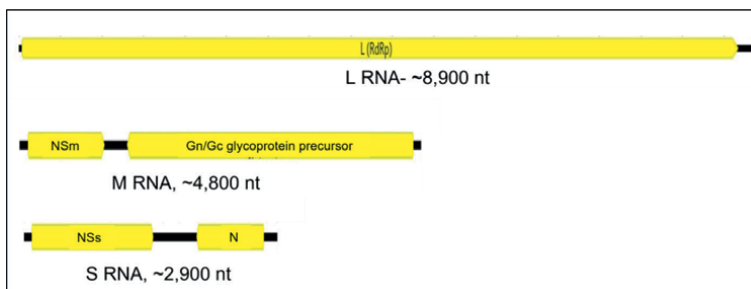 L (RdRp)
L RNA- ~8,900 nt
NSm
Gn/Gc glycoprotein precursor
M RNA, ~4,800 nt
NSs
N
S RNA, ~2,900 nt